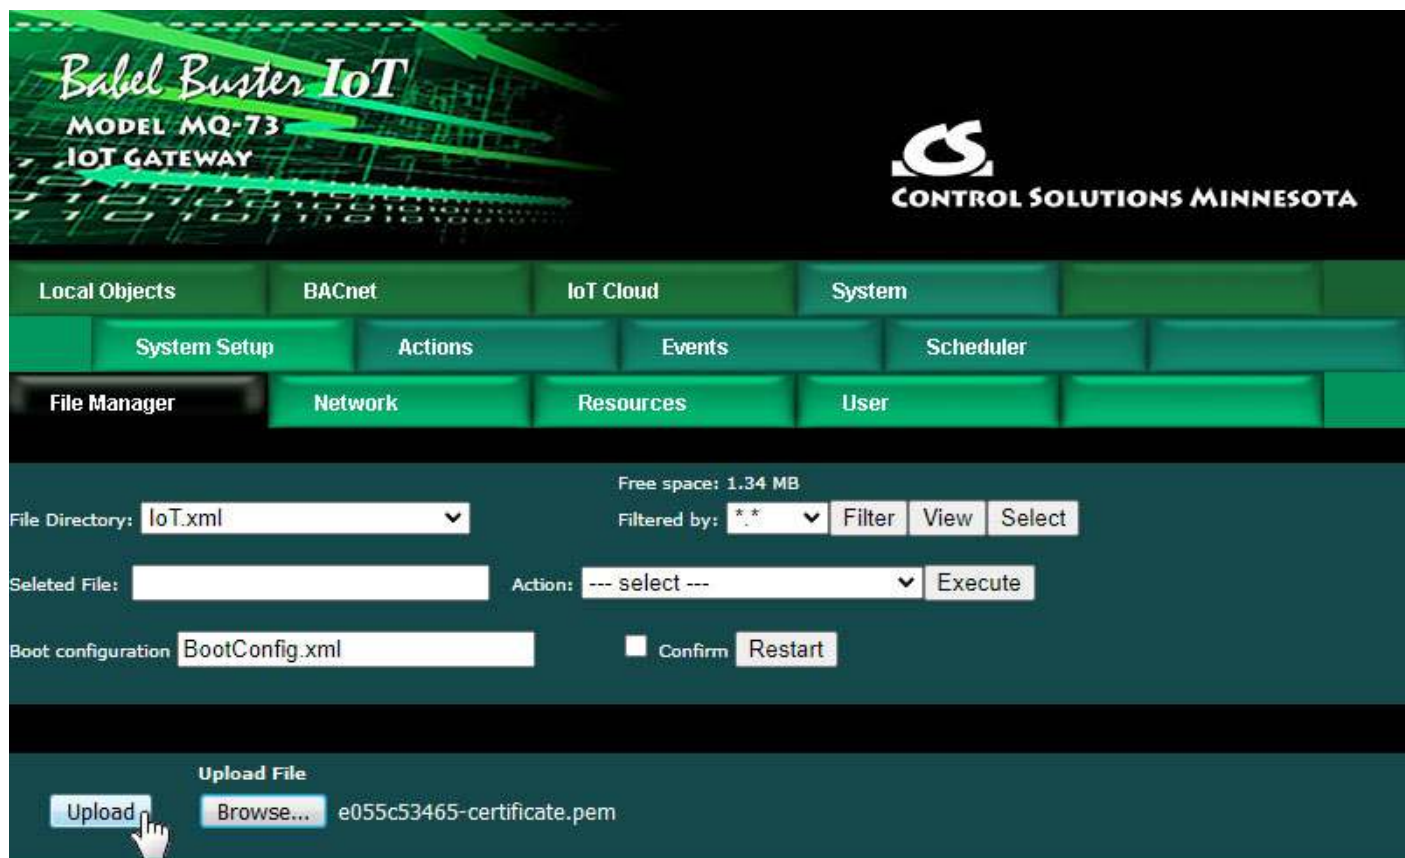 Babel Buster IoT
MODEL MQ-73
IOT GATEWAY
CS
CONTROL SOLUTIONS MINNESOTA
Local Objects BACnet IoT Cloud System
System Setup Actions Events Scheduler
File Manager Network Resources User
Free space: 1.34 MB
File Directory: IoT.xml Filtered by: *.* Filter View Select
Seleted File: Action: --- select --- Execute
Boot configuration BootConfig.xml Confirm Restart
Upload File
Upload Browse... e055c53465-certificate.pem